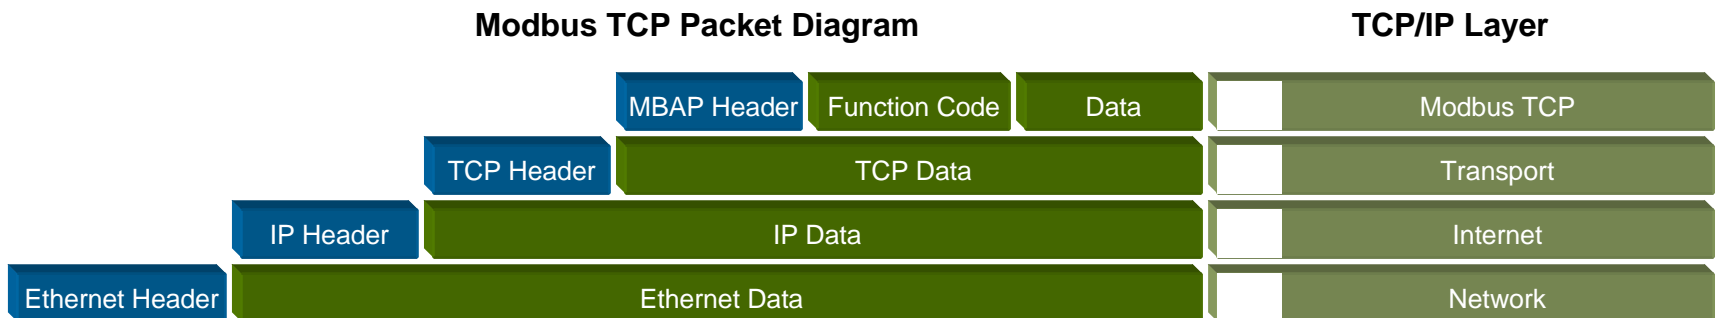 Modbus TCP Packet Diagram TCP/IP Layer
MBAP Header Function Code Data Modbus TCP
TCP Header TCP Data Transport
IP Header IP Data Internet
Ethernet Header Ethernet Data Network